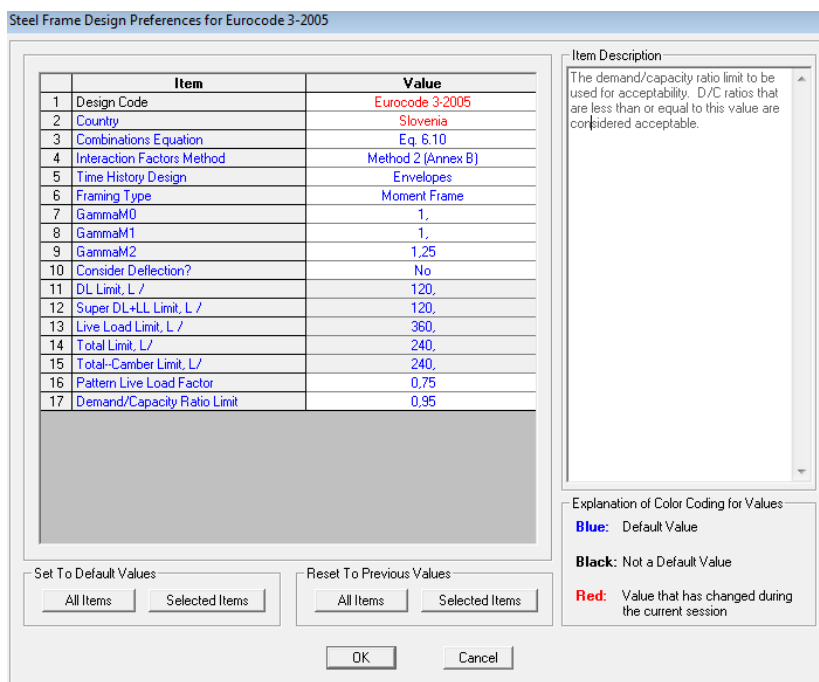 Steel Frame Design Preferences for Eurocode 3-2005
Item Value
1 Design Code Eurocode 3-2005
2 Country Slovenia
3 Combinations Equation Eq. 6.10
4 Interaction Factors Method Method 2 (Annex B)
5 Time History Design Envelopes
6 Framing Type Moment Frame
7 GammaM0 1,
8 GammaM1 1,
9 GammaM2 1,25
10 Consider Deflection? No
11 DL Limit, L / 120,
12 Super DL+LL Limit, L / 120,
13 Live Load Limit, L / 360,
14 Total Limit, L/ 240,
15 Total--Camber Limit, L/ 240,
16 Pattern Live Load Factor 0,75
17 Demand/Capacity Ratio Limit 0,95
Item Description
The demand/capacity ratio limit to be
used for acceptability. D/C ratios that
are less than or equal to this value are
considered acceptable.
Explanation of Color Coding for Values
Blue: Default Value
Black: Not a Default Value
Red: Value that has changed during
the current session
Set To Default Values
All Items Selected Items
Reset To Previous Values
All Items Selected Items
OK Cancel